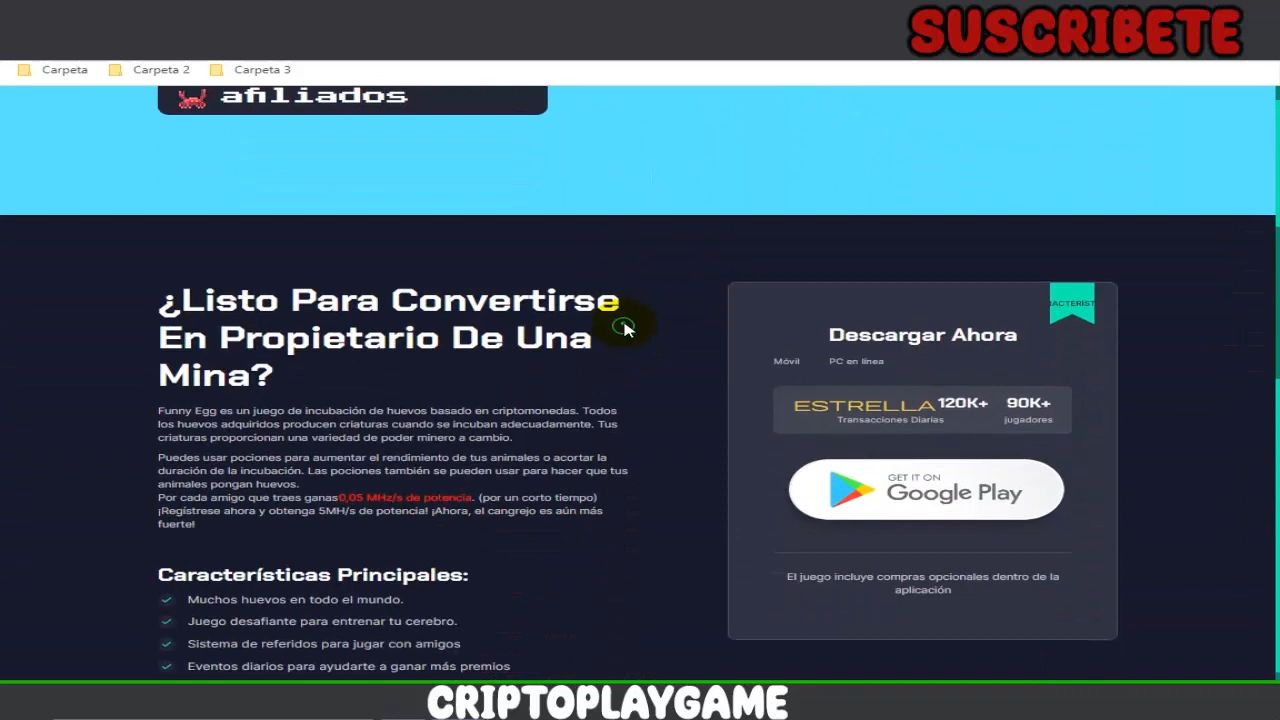 SUSCRIBETE
Carpeta Carpeta 2 Carpeta 3
afiliados
¿Listo Para Convertirse
En Propietario De Una
Mina?
Funny Egg es un juego de incubación de huevos basado en criptomonedas. Todos
los huevos adquiridos producen criaturas cuando se incuban adecuadamente. Tus
criaturas proporcionan una variedad de poder minero a cambio.
Puedes usar pociones para aumentar el rendimiento de tus animales o acortar la
duración de la incubación. Las pociones también se pueden usar para hacer que tus
animales pongan huevos.
Por cada amigo que traes ganas0,05 MHz/s de potencia. (por un corto tiempo)
¡Regístrese ahora y obtenga 5MH/s de potencia! ¡Ahora, el cangrejo es aún más
fuerte!
Características Principales:
Muchos huevos en todo el mundo.
Juego desafiante para entrenar tu cerebro.
Sistema de referidos para jugar con amigos
Eventos diarios para ayudarte a ganar más premios
ACTERIST
Descargar Ahora
Móvil PC en línea
ESTRELLA 120K+ 90K+
Transacciones Diarias jugadores
GET IT ON
Google Play
El juego incluye compras opcionales dentro de la
aplicación
CRIPTOPLAYGAME